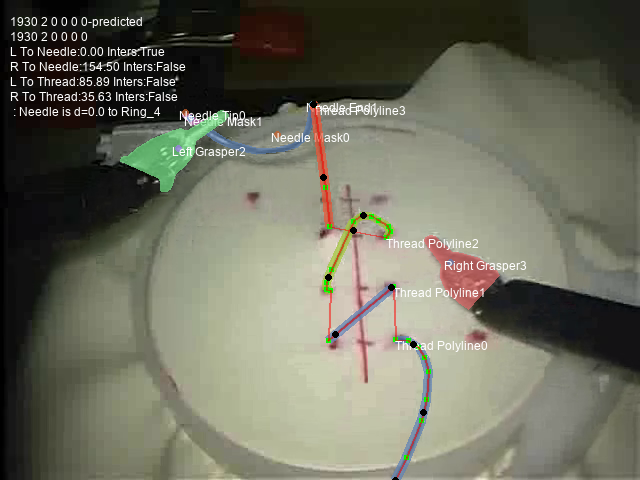 1930 2 0 0 0 0-predicted
1930 2 0 0 0 0
L To Needle:0.00 Inters:True
R To Needle:154.50 Inters:False
L To Thread:85.89 Inters:False
R To Thread:35.63 Inters:False
: Needle is d=0.0 to Ring_4
Needle End1
Thread Polyline3
Needle Tip0
Needle Mask1
Needle Mask0
Left Grasper2
Thread Polyline2
Right Grasper3
Thread Polyline1
Thread Polyline0